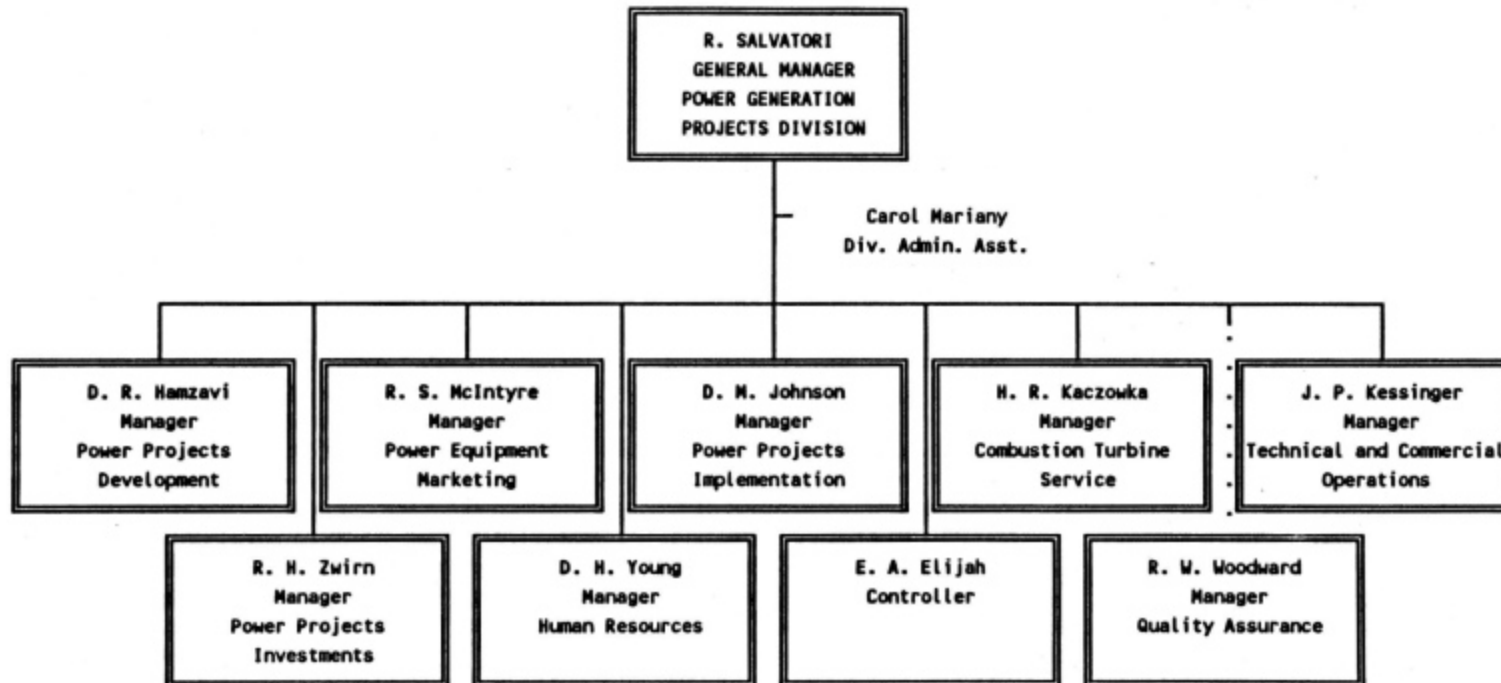 R. SALVATORI
GENERAL MANAGER
POWER GENERATION
PROJECTS DIVISION
Carol Mariany
Div. Admin. Asst.
D. R. Hamzavi
Manager
Power Projects
Development
R. S. McIntyre
Manager
Power Equipment
Marketing
D. M. Johnson
Manager
Power Projects
Implementation
H. R. Kaczowka
Manager
Combustion Turbine
Service
J. P. Kessinger
Manager
Technical and Commercial
Operations
R. H. Zwirn
Manager
Power Projects
Investments
D. H. Young
Manager
Human Resources
E. A. Elijah
Controller
R. W. Woodward
Manager
Quality Assurance